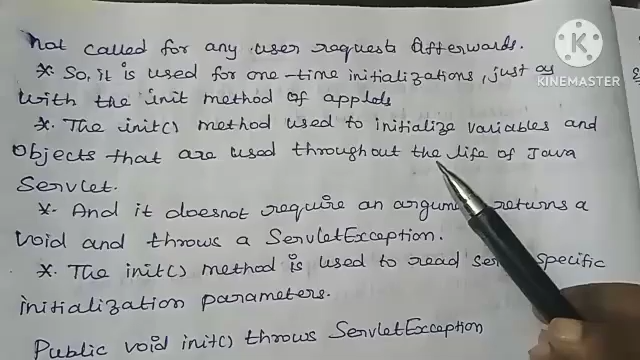 not called for any user requests Afterwards.
KINEMASTER
* So, it is used for one-time initializations, just as
with the init method of applets
* The init() method used to initialize variables and
Objects that are used throughout the life of Java
Servlet.
* And it doesnot require an returns a
void and throws a ServletException.
* The init() method is used to read specific
initialization parameters.
Public void init() throws ServletException